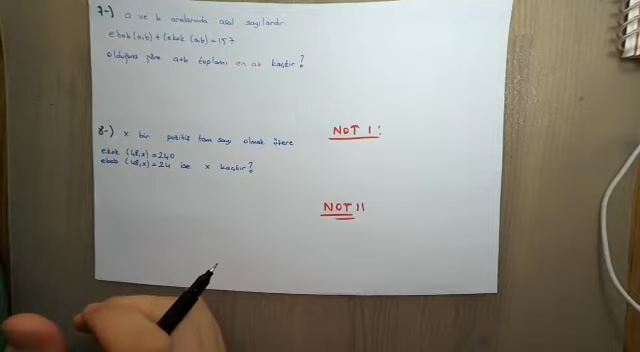 7-) a ve b aralarında asal sayılardır.
ebob(a,b) + (ekok (a,b) = 157
olduğuna göre a+b toplamı en az kaçtır?
8-) x bir pozitif tam sayı olmak üzere
NOT I:
ekok (48,x) = 240
ebob (48,x) = 24 ise x kaçtır?
NOT II